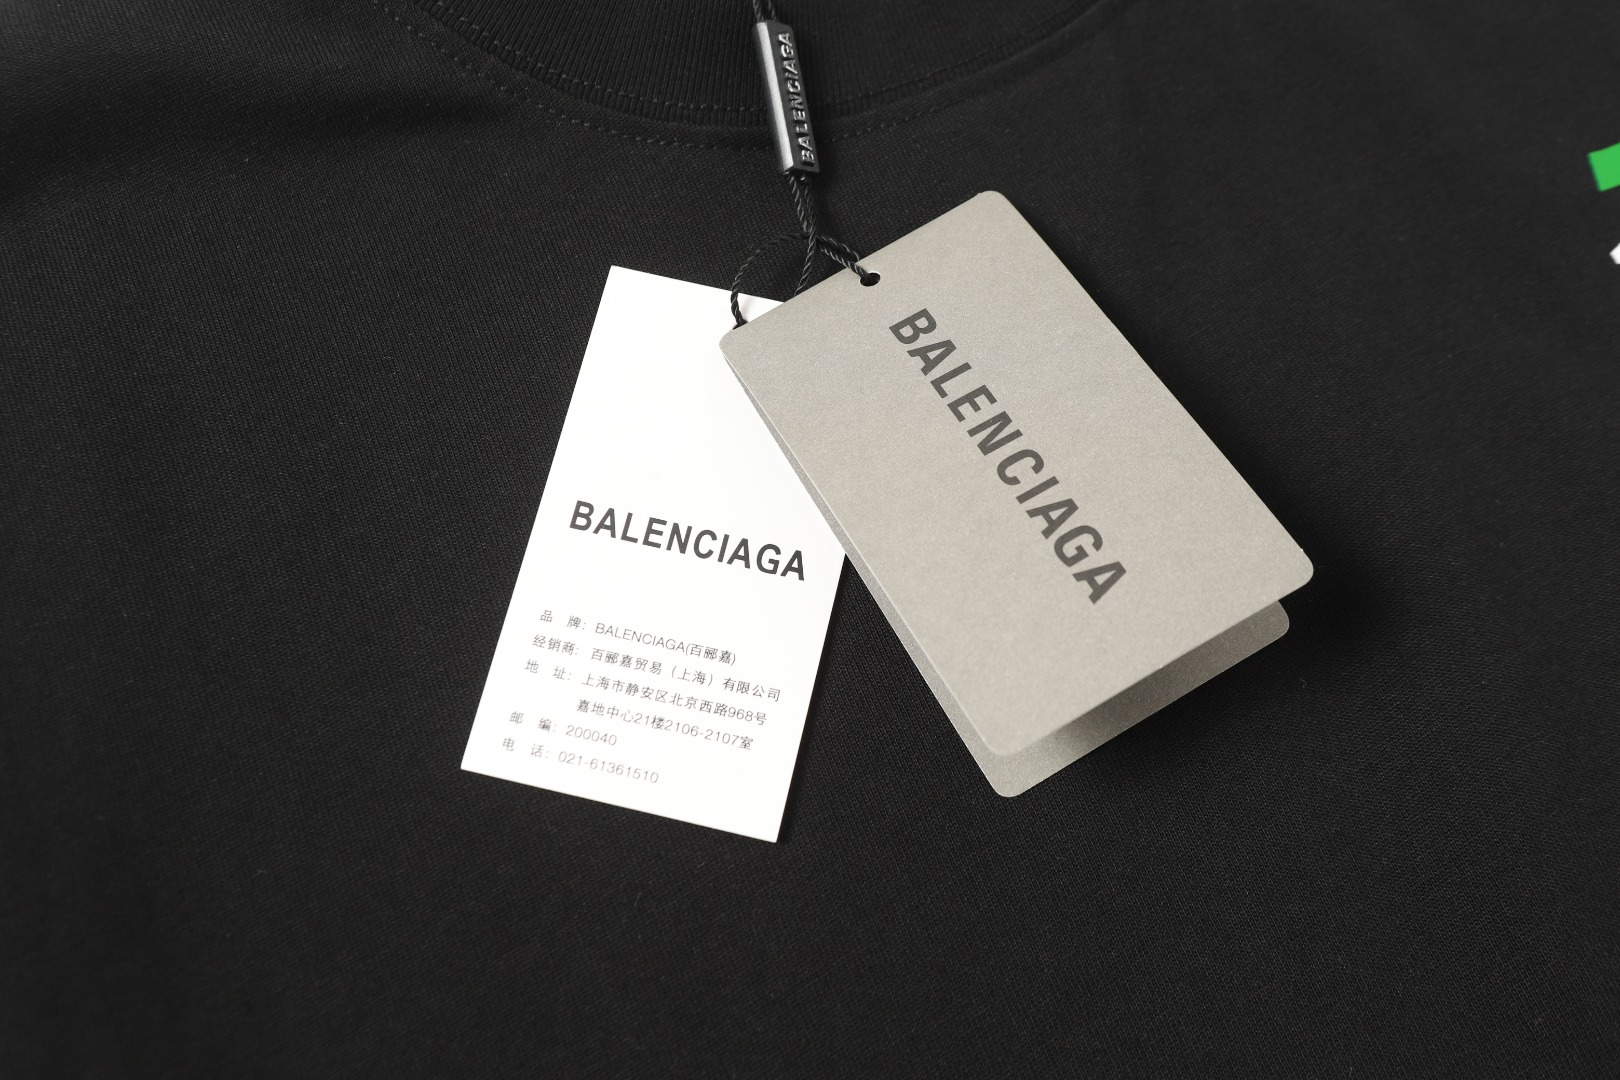 BALENCIAGA
BALENCIAGA
BALENCIAGA
品 牌：BALENCIAGA(百郦嘉)
经销商：百郦嘉贸易（上海）有限公司
地 址：上海市静安区北京西路968号
嘉地中心21楼2106-2107室
邮 编：200040
电 话：021-61361510